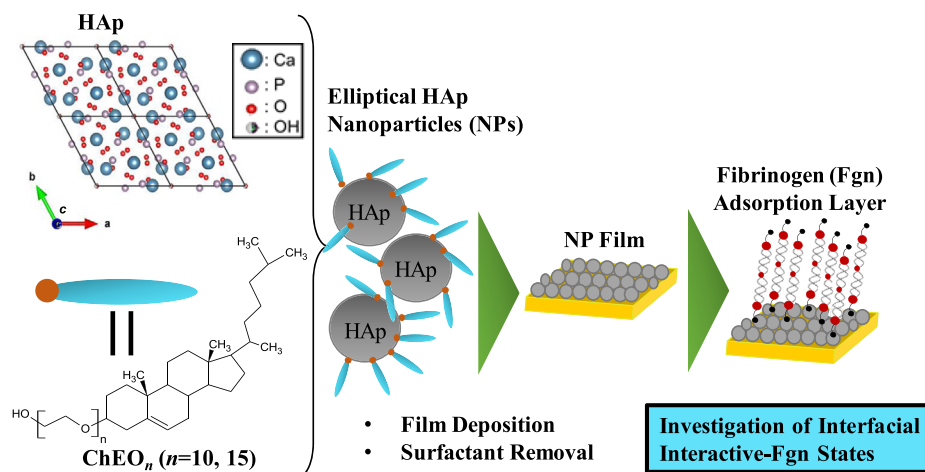 HAp
: Ca
: P
: O
: OH
b
c
a
Elliptical HAp
Nanoparticles (NPs)
HAp
HAp
HAp
NP Film
Fibrinogen (Fgn)
Adsorption Layer
CH₃
H₃C
CH₃
CH₃
H₃C
HO
O
n
ChEOₙ (n=10, 15)
• Film Deposition
• Surfactant Removal
Investigation of Interfacial
Interactive-Fgn States